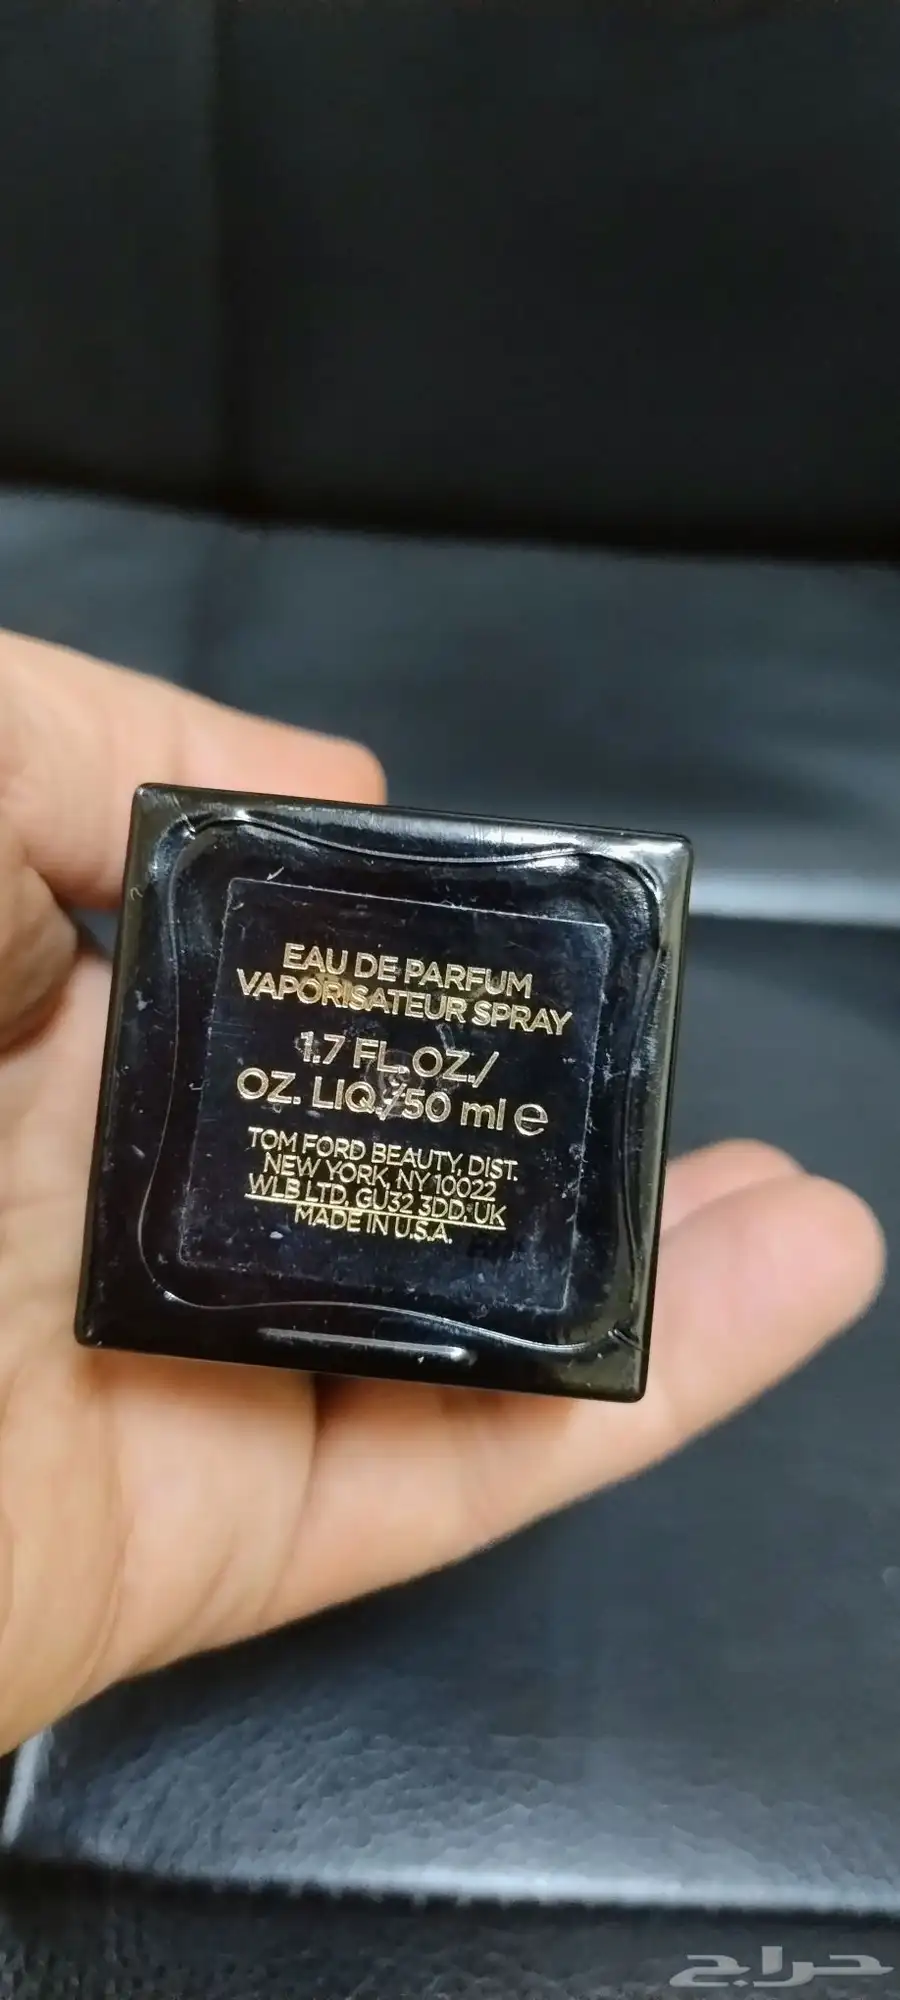 EAU DE PARFUM
VAPORISATEUR SPRAY
1.7 FL. OZ./
OZ. LIQ./50 ml e
TOM FORD BEAUTY, DIST.
NEW YORK, NY 10022
WLB LTD, GU32 3DD, UK
MADE IN U.S.A.
حراج